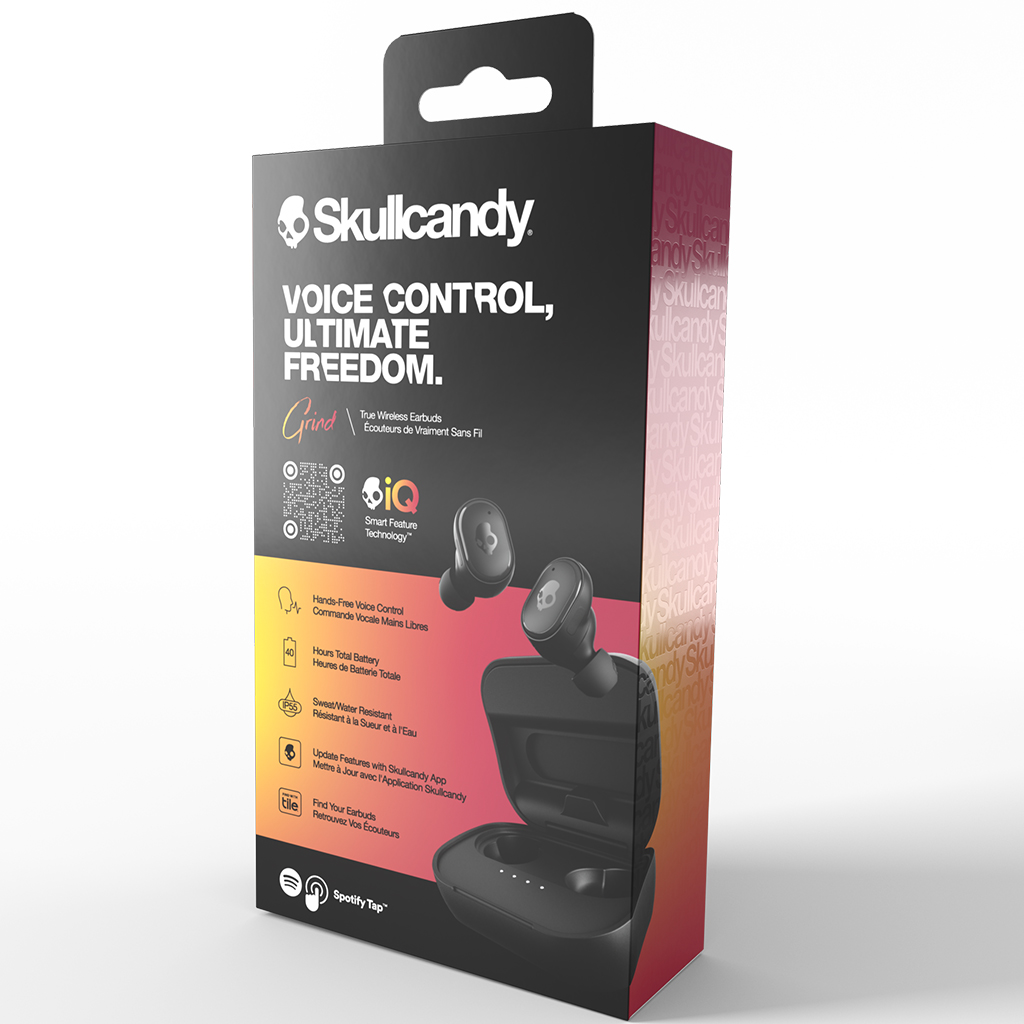 Skullcandy®
VOICE CONTROL,
ULTIMATE
FREEDOM.
Grind
True Wireless Earbuds
Écouteurs de Vraiment Sans Fil
iQ
Smart Feature
Technology™
Hands-Free Voice Control
Commande Vocale Mains Libres
40
Hours Total Battery
Heures de Batterie Totale
IP55
Sweat/Water Resistant
Résistant à la Sueur et à l'Eau
Update Features with Skullcandy App
Mettre à Jour avec l'Application Skullcandy
tile
Find Your Earbuds
Retrouvez Vos Écouteurs
Spotify Tap™
Skullcandy